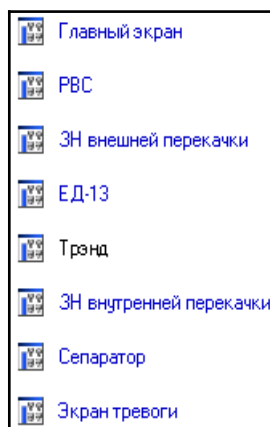 Главный экран
РВС
ЗН внешней перекачки
ЕД-13
Трэнд
ЗН внутренней перекачки
Сепаратор
Экран тревоги